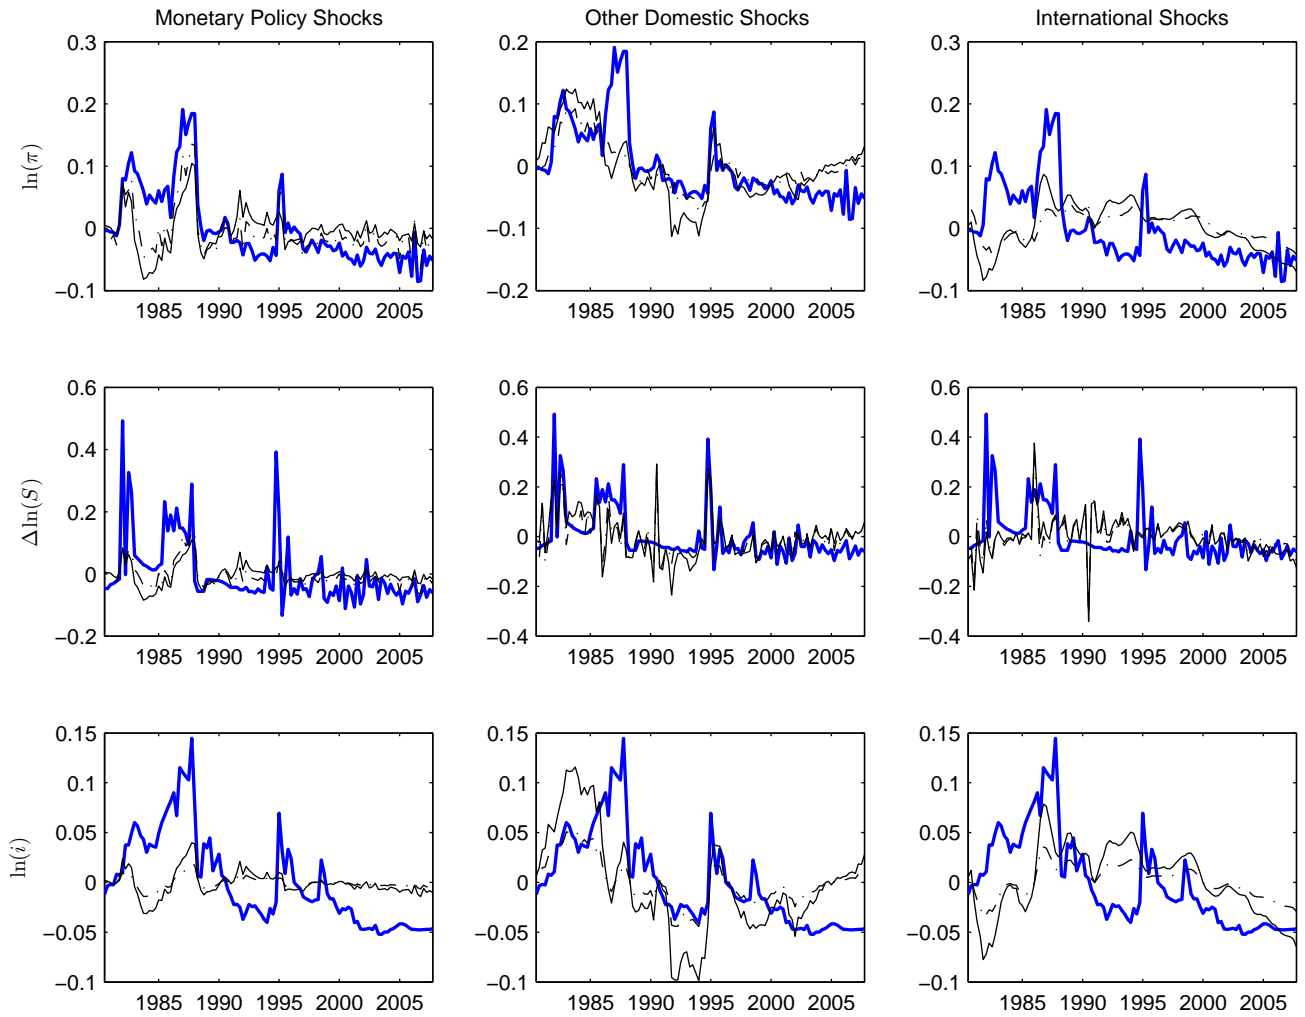 Monetary Policy Shocks Other Domestic Shocks International Shocks
0.3 0.2 0.3
0.2 0.1 0.2
ln(π) 0.1 0 0.1
0 −0.1 0
−0.1 −0.2 −0.1
1985 1990 1995 2000 2005 1985 1990 1995 2000 2005 1985 1990 1995 2000 2005
0.6 0.6 0.6
0.4 0.4 0.4
Δ ln(S) 0.2 0.2 0.2
0 0 0
−0.2 −0.2
−0.2 −0.4 −0.4
1985 1990 1995 2000 2005 1985 1990 1995 2000 2005 1985 1990 1995 2000 2005
0.15 0.15 0.15
0.1 0.1 0.1
0.05 0.05 0.05
ln(i) 0 0 0
−0.05 −0.05 −0.05
−0.1 −0.1 −0.1
1985 1990 1995 2000 2005 1985 1990 1995 2000 2005 1985 1990 1995 2000 2005